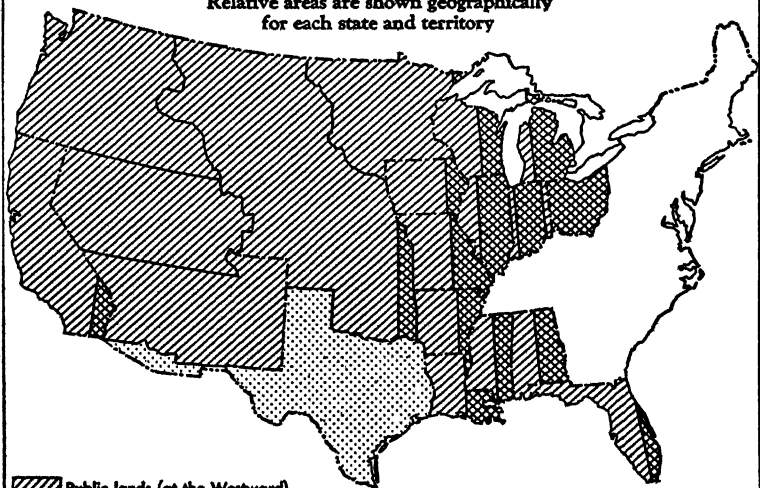 Relative areas are shown geographically
for each state and territory
Public lands (at the Westward)